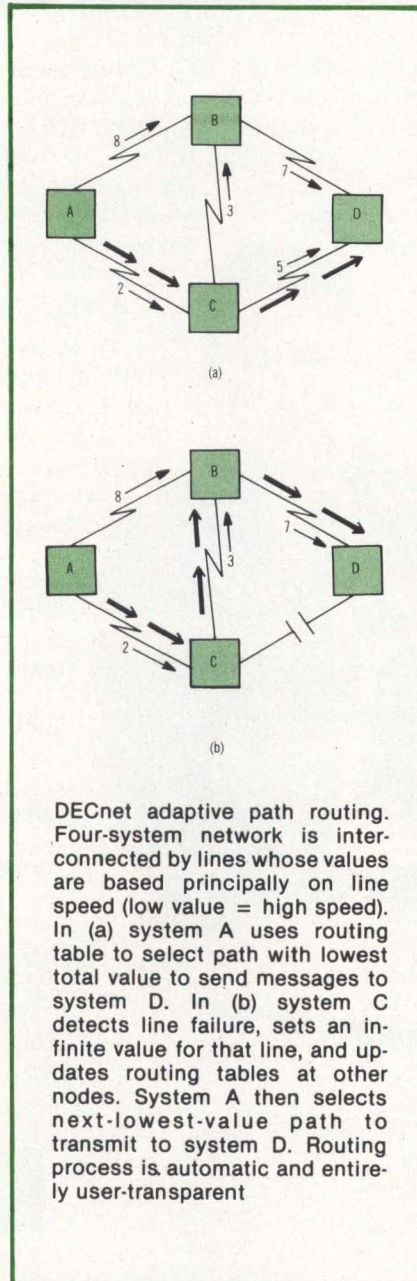 B
8
7
A
3
D
2
5
C
(a)
B
8
7
A
3
D
2
C
(b)
DECnet adaptive path routing.
Four-system network is inter-
connected by lines whose values
are based principally on line
speed (low value = high speed).
In (a) system A uses routing
table to select path with lowest
total value to send messages to
system D. In (b) system C
detects line failure, sets an in-
finite value for that line, and up-
dates routing tables at other
nodes. System A then selects
next-lowest-value path to
transmit to system D. Routing
process is automatic and entire-
ly user-transparent